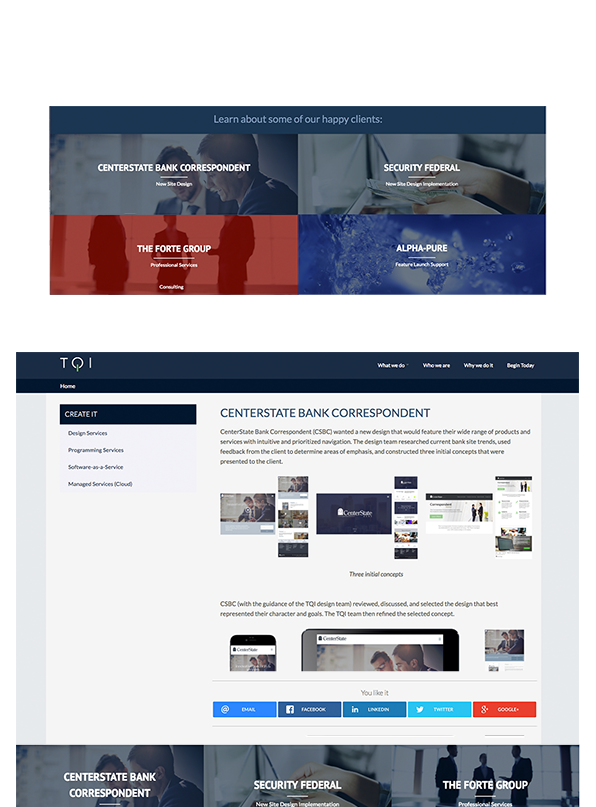 Learn about some of our happy clients:
CENTERSTATE BANK CORRESPONDENT
New Site Design
SECURITY FEDERAL
New Site Design Implementation
THE FORTE GROUP
Professional Services
Consulting
ALPHA-PURE
Feature Launch Support
TQI
What we do
Who we are
Why we do it
Begin Today
Home
CREATE IT
Design Services
Programming Services
Software-as-a-Service
Managed Services (Cloud)
CENTERSTATE BANK CORRESPONDENT
CenterState Bank Correspondent (CSBC) wanted a new design that would feature their wide range of products and
services with intuitive and prioritized navigation. The design team researched current bank site trends, used
feedback from the client to determine areas of emphasis, and constructed three initial concepts that were
presented to the client.
CenterState
Correspondent
Three initial concepts
CSBC (with the guidance of the TQI design team) reviewed, discussed, and selected the design that best
represented their character and goals. The TQI team then refined the selected concept.
CenterState
CenterState
You like it
EMAIL
FACEBOOK
LINKEDIN
TWITTER
GOOGLE+
CENTERSTATE BANK
CORRESPONDENT
SECURITY FEDERAL
New Site Design Implementation
THE FORTE GROUP
Professional Services